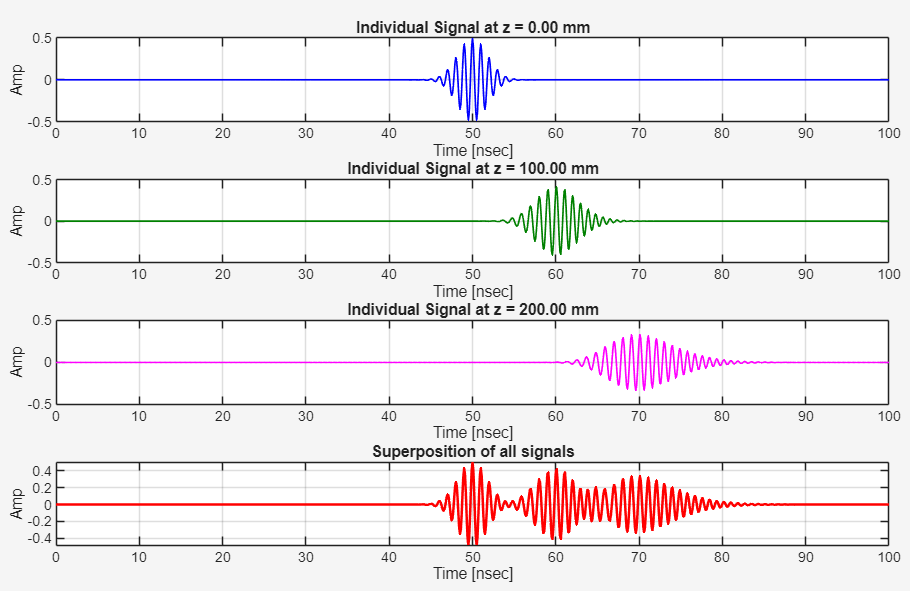 Individual Signal at z = 0.00 mm
0.5
0
-0.5
Amp
0 10 20 30 40 50 60 70 80 90 100
Time [nsec]
Individual Signal at z = 100.00 mm
0.5
0
-0.5
Amp
0 10 20 30 40 50 60 70 80 90 100
Time [nsec]
Individual Signal at z = 200.00 mm
0.5
0
-0.5
Amp
0 10 20 30 40 50 60 70 80 90 100
Time [nsec]
Superposition of all signals
0.4
0.2
0
-0.2
-0.4
Amp
0 10 20 30 40 50 60 70 80 90 100
Time [nsec]